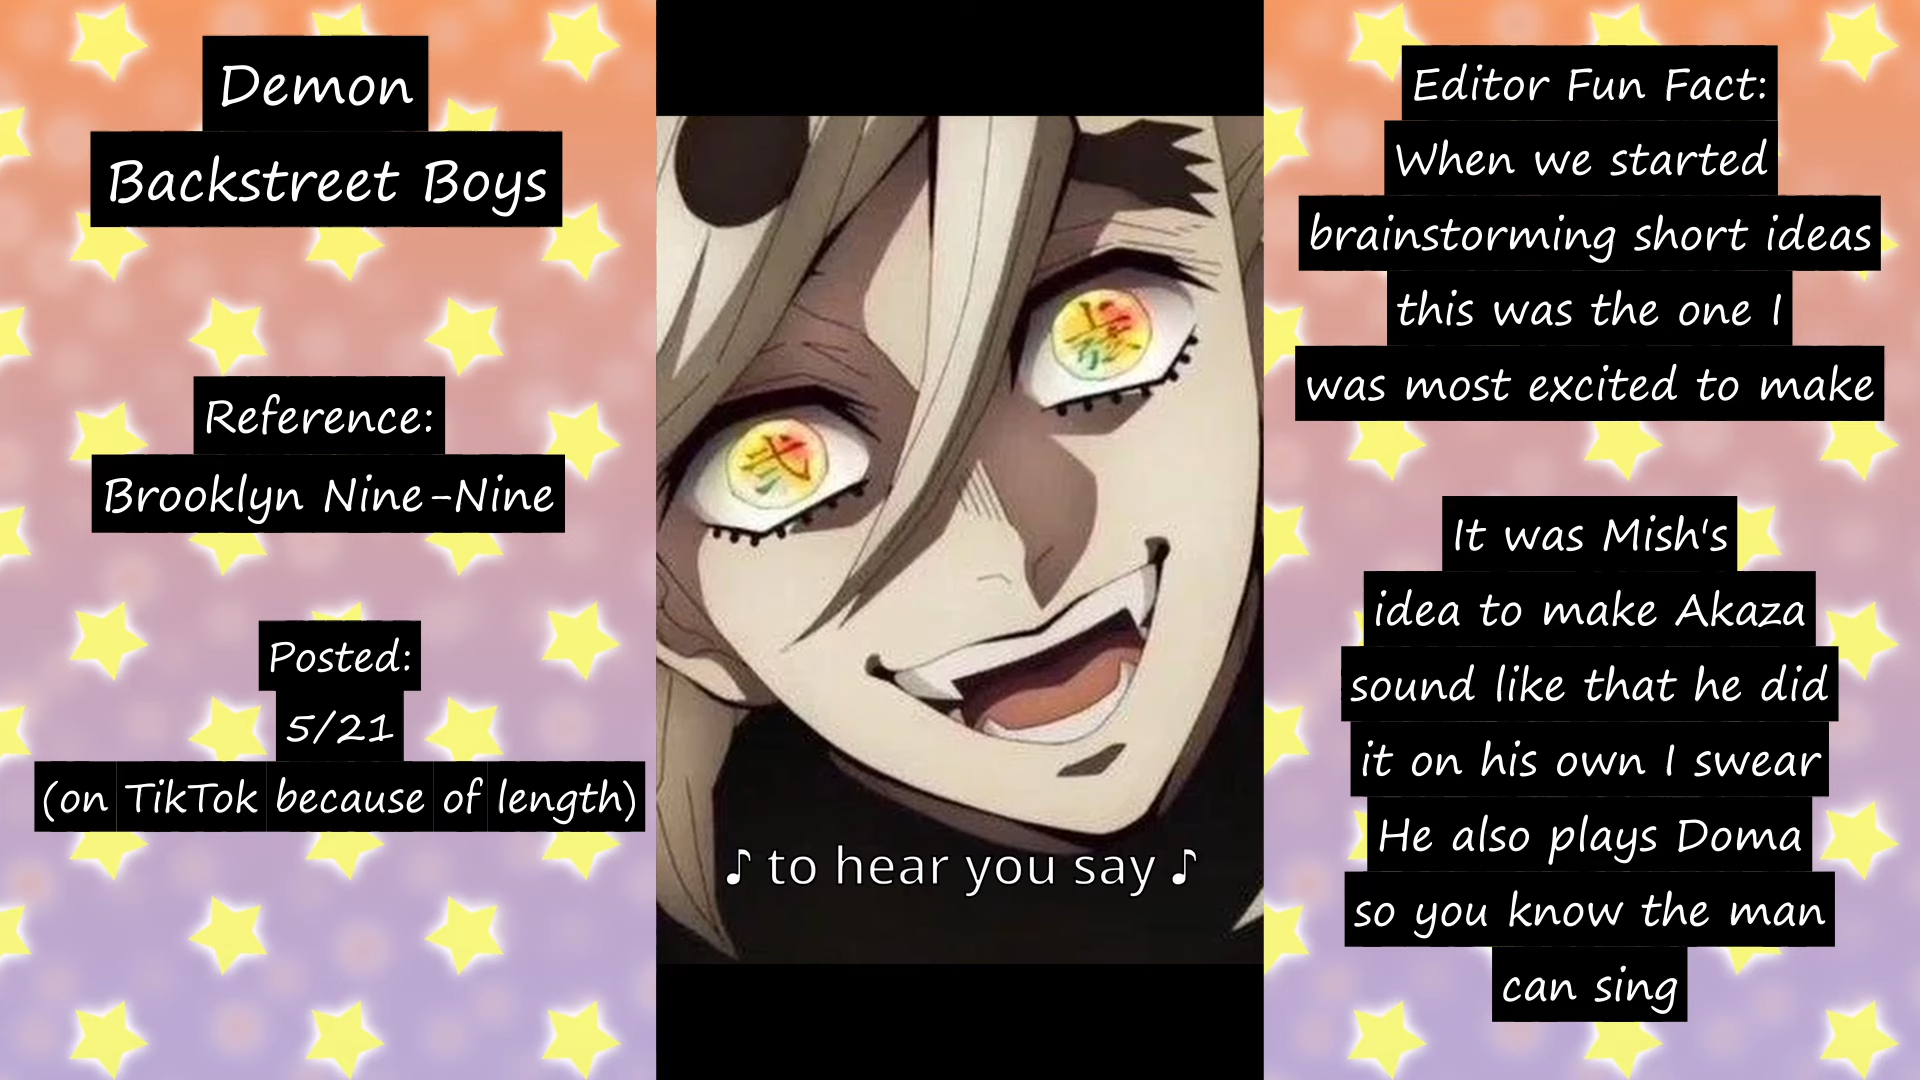 Demon
Backstreet Boys
Reference:
Brooklyn Nine-Nine
Posted:
5/21
(on TikTok because of length)
♪ to hear you say ♪
Editor Fun Fact:
When we started
brainstorming short ideas
this was the one I
was most excited to make
It was Mish's
idea to make Akaza
sound like that he did
it on his own I swear
He also plays Doma
so you know the man
can sing